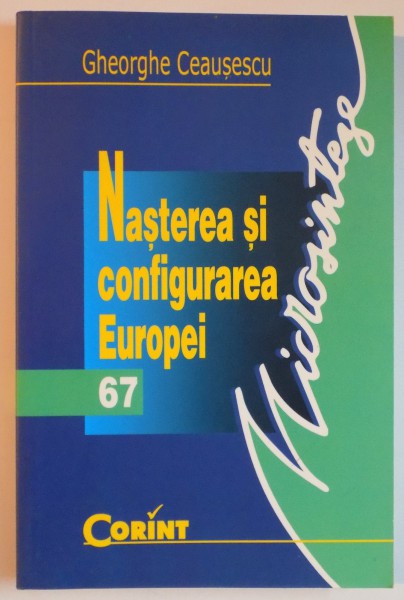 Gheorghe Ceaușescu
Nașterea și
configurarea
Europei
67
Microsinteze
CORINT